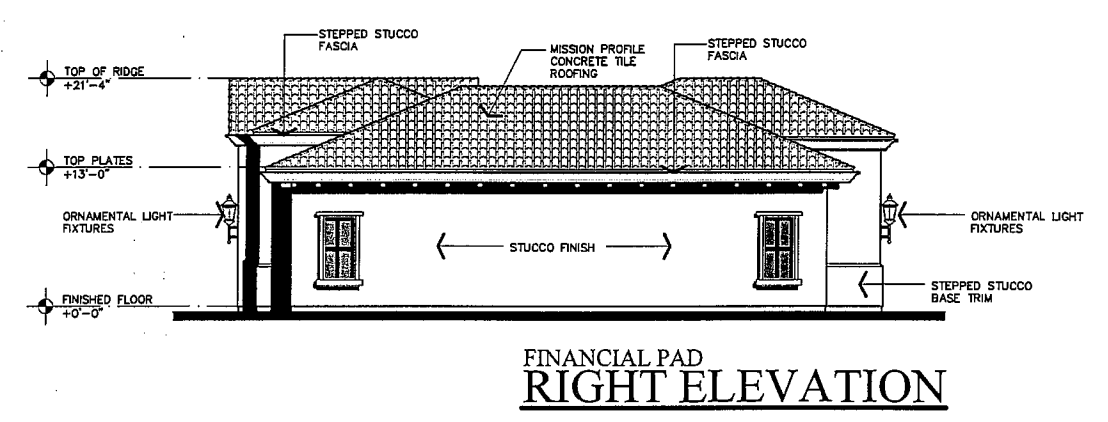 STEPPED STUCCO
FASCIA
MISSION PROFILE
CONCRETE TILE
ROOFING
STEPPED STUCCO
FASCIA
TOP OF RIDGE
+21'-4"
TOP PLATES
+13'-0"
ORNAMENTAL LIGHT
FIXTURES
STUCCO FINISH
ORNAMENTAL LIGHT
FIXTURES
STEPPED STUCCO
BASE TRIM
FINISHED FLOOR
+0'-0"
FINANCIAL PAD
RIGHT ELEVATION